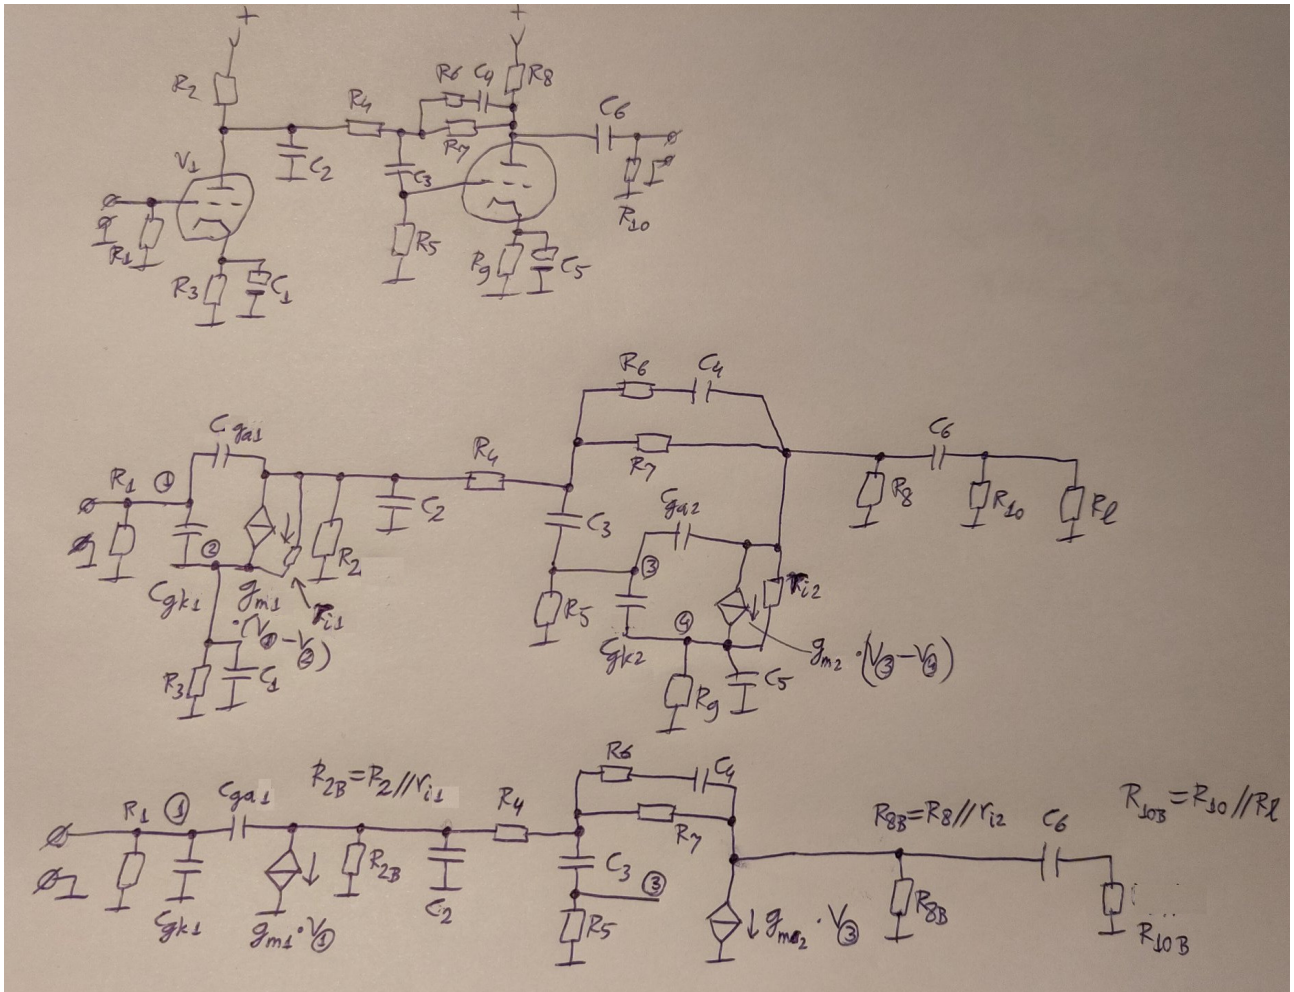 + +
R2 R4 R6 C4 R8 C6
V1 C2 C3 R7
R1 R5 R10
R3 C1 R9 C5
R6 C4
Cga1 R4 R7 C6
R1 ① C2 Cga2 R8 R10 Rl
② R2 C3 ③
Cgk1 gm1 ri1 R5 ri2
·(V①-V②) Cgk2 ④ gm2·(V③-V④)
R3 C1 R9 C5
R2B=R2//ri1 R6 C4 R10B=R10//Rl
R1 ① Cga1 R4 R7 R8B=R8//ri2 C6
R2B C3 ③
Cgk1 gm1·V① C2 R5 gm2·V③ R8B R10B